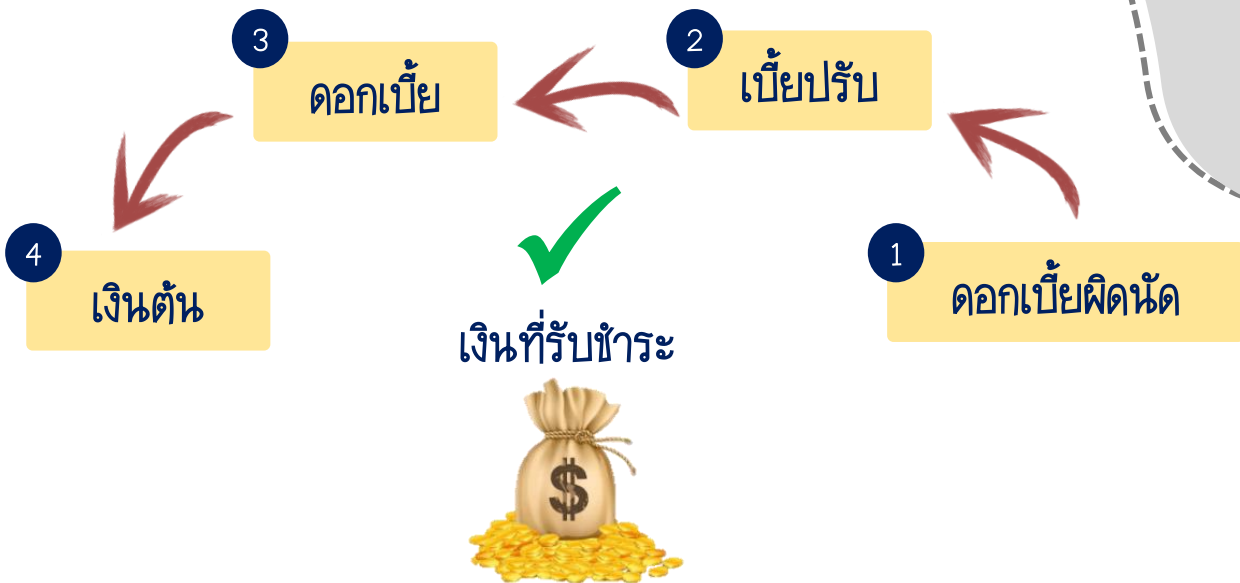 3
ดอกเบี้ย
2
เบี้ยปรับ
4
เงินต้น
1
ดอกเบี้ยผิดนัด
เงินที่รับชำระ
$